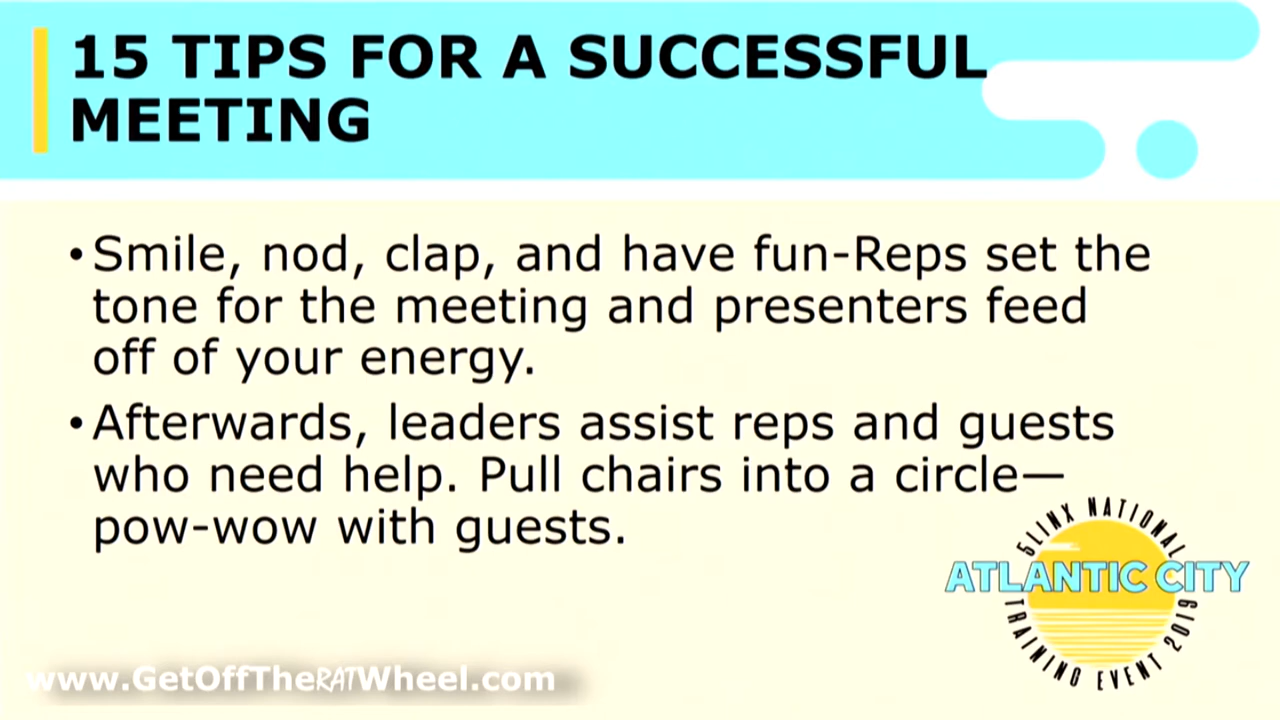 15 TIPS FOR A SUCCESSFUL
MEETING
•Smile, nod, clap, and have fun-Reps set the
tone for the meeting and presenters feed
off of your energy.
•Afterwards, leaders assist reps and guests
who need help. Pull chairs into a circle—
pow-wow with guests.
5LINX NATIONAL
ATLANTIC CITY
TRAINING EVENT 2019
www.GetOffTheRATWheel.com